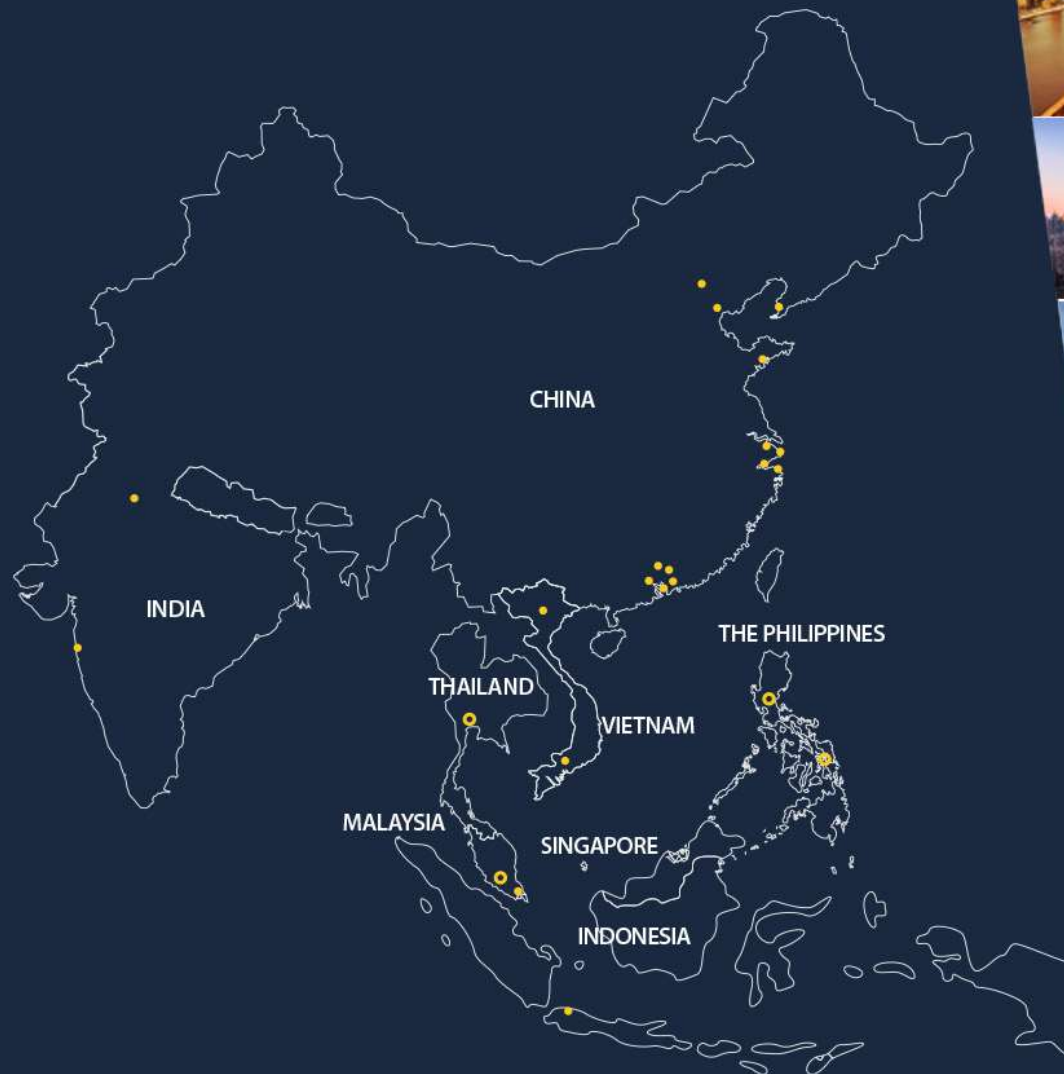 CHINA
INDIA
THE PHILIPPINES
THAILAND
VIETNAM
MALAYSIA
SINGAPORE
INDONESIA